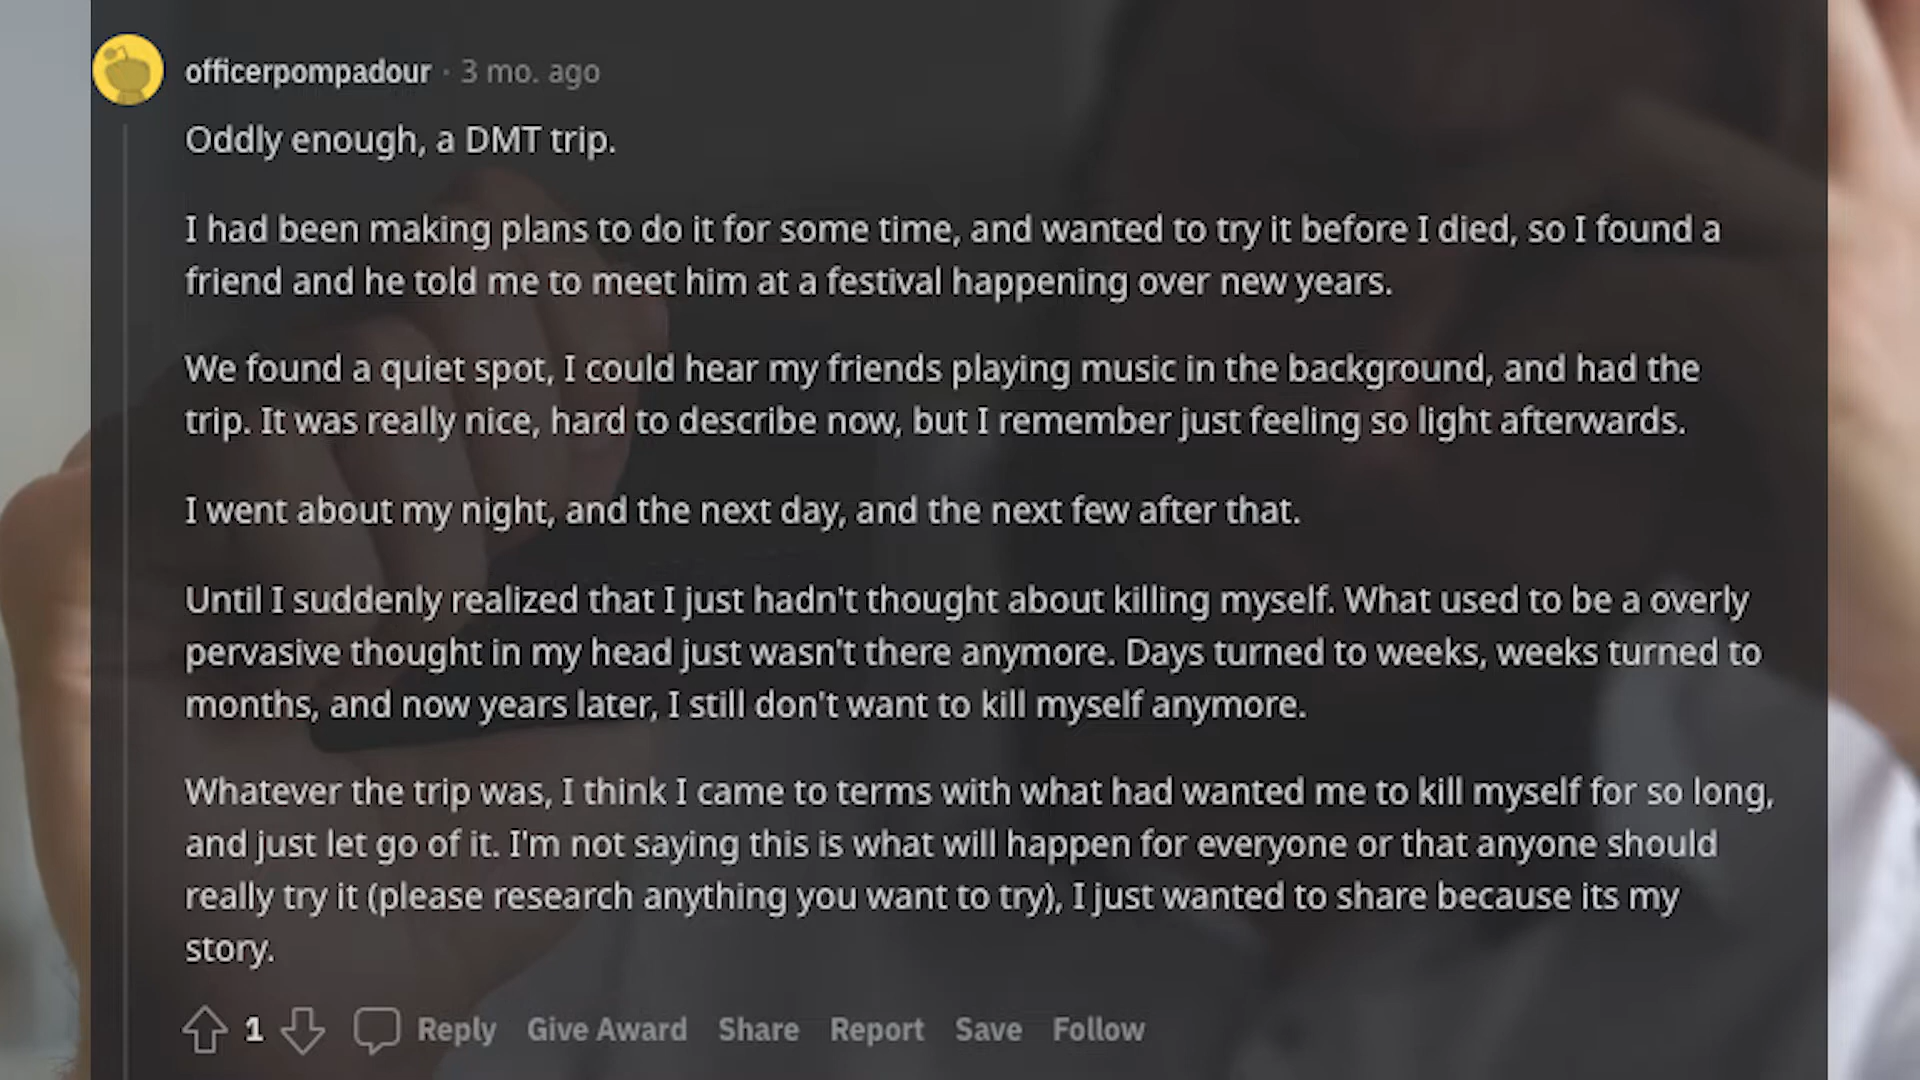 officerpompadour · 3 mo. ago
Oddly enough, a DMT trip.
I had been making plans to do it for some time, and wanted to try it before I died, so I found a
friend and he told me to meet him at a festival happening over new years.
We found a quiet spot, I could hear my friends playing music in the background, and had the
trip. It was really nice, hard to describe now, but I remember just feeling so light afterwards.
I went about my night, and the next day, and the next few after that.
Until I suddenly realized that I just hadn't thought about killing myself. What used to be a overly
pervasive thought in my head just wasn't there anymore. Days turned to weeks, weeks turned to
months, and now years later, I still don't want to kill myself anymore.
Whatever the trip was, I think I came to terms with what had wanted me to kill myself for so long,
and just let go of it. I'm not saying this is what will happen for everyone or that anyone should
really try it (please research anything you want to try), I just wanted to share because its my
story.
1 Reply Give Award Share Report Save Follow